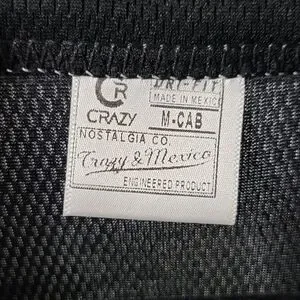 CR
CRAZY
DRI-FIT
MADE IN MEXICO
M-CAB
NOSTALGIA CO.
Crazy & Mexico
ENGINEERED PRODUCT